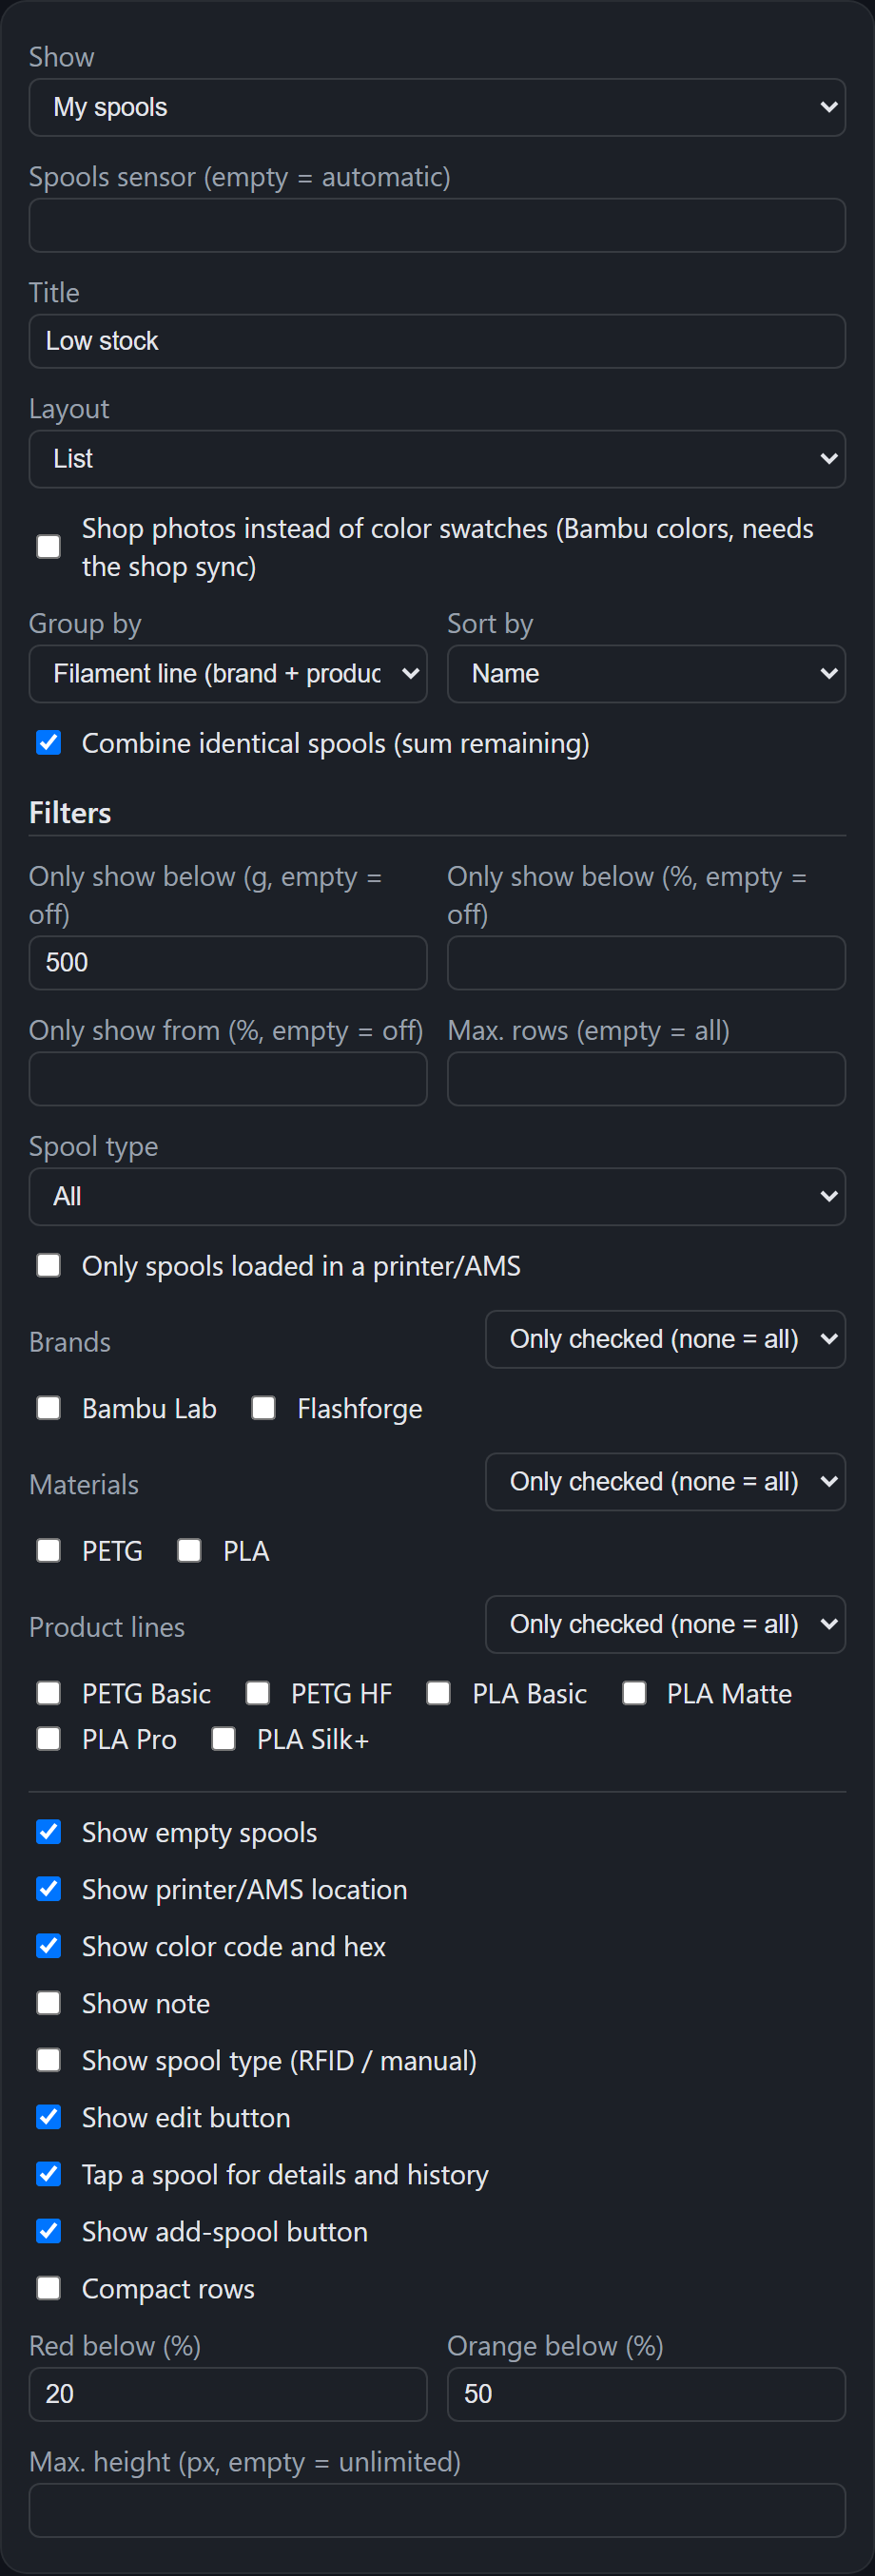 Show
My spools
Spools sensor (empty = automatic)
Title
Low stock
Layout
List
Shop photos instead of color swatches (Bambu colors, needs
the shop sync)
Group by
Sort by
Filament line (brand + produc
Name
Combine identical spools (sum remaining)
Filters
Only show below (g, empty =
off)
Only show below (%, empty =
off)
500
Only show from (%, empty = off)
Max. rows (empty = all)
Spool type
All
Only spools loaded in a printer/AMS
Brands
Only checked (none = all)
Bambu Lab
Flashforge
Materials
Only checked (none = all)
PETG
PLA
Product lines
Only checked (none = all)
PETG Basic
PETG HF
PLA Basic
PLA Matte
PLA Pro
PLA Silk+
Show empty spools
Show printer/AMS location
Show color code and hex
Show note
Show spool type (RFID / manual)
Show edit button
Tap a spool for details and history
Show add-spool button
Compact rows
Red below (%)
Orange below (%)
20
50
Max. height (px, empty = unlimited)